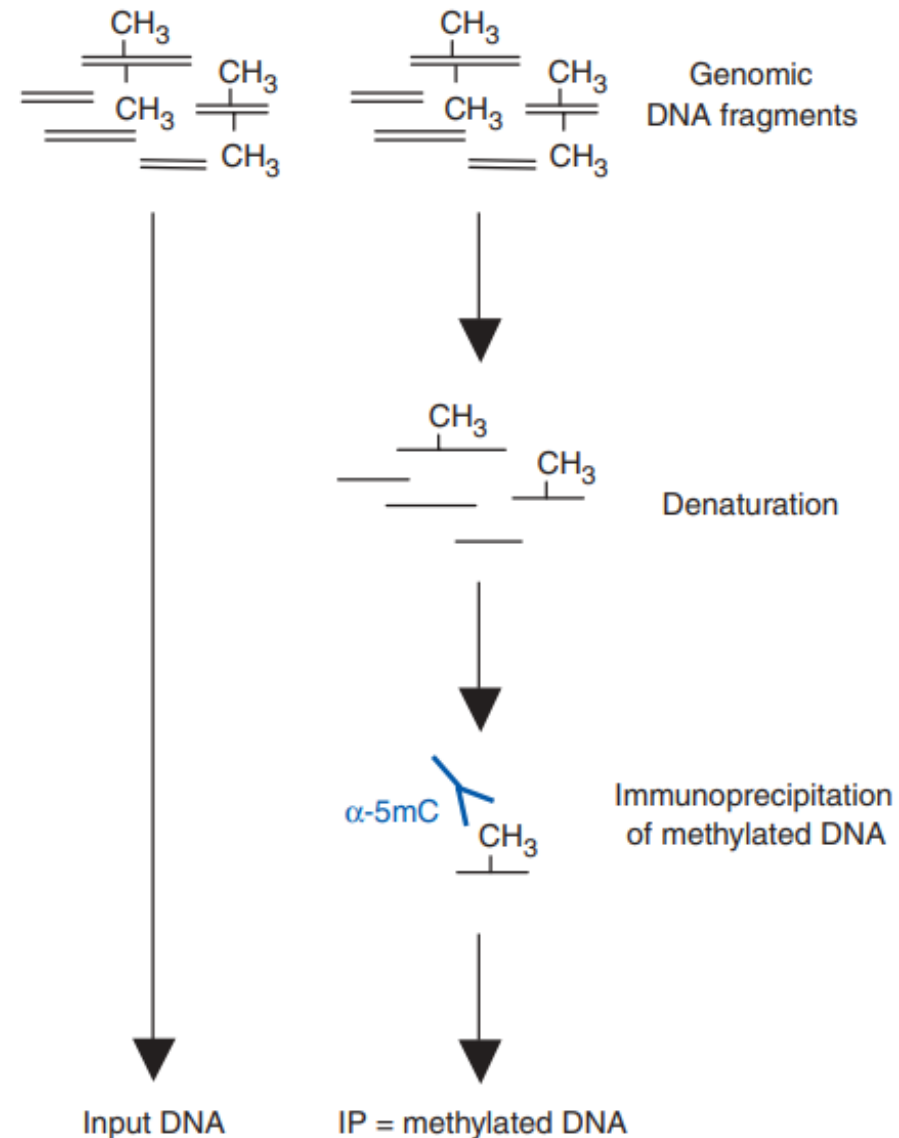 CH₃
CH₃
CH₃
CH₃
CH₃
CH₃
CH₃
CH₃
Genomic
DNA fragments
CH₃
CH₃
Denaturation
α-5mC
CH₃
Immunoprecipitation
of methylated DNA
Input DNA
IP = methylated DNA